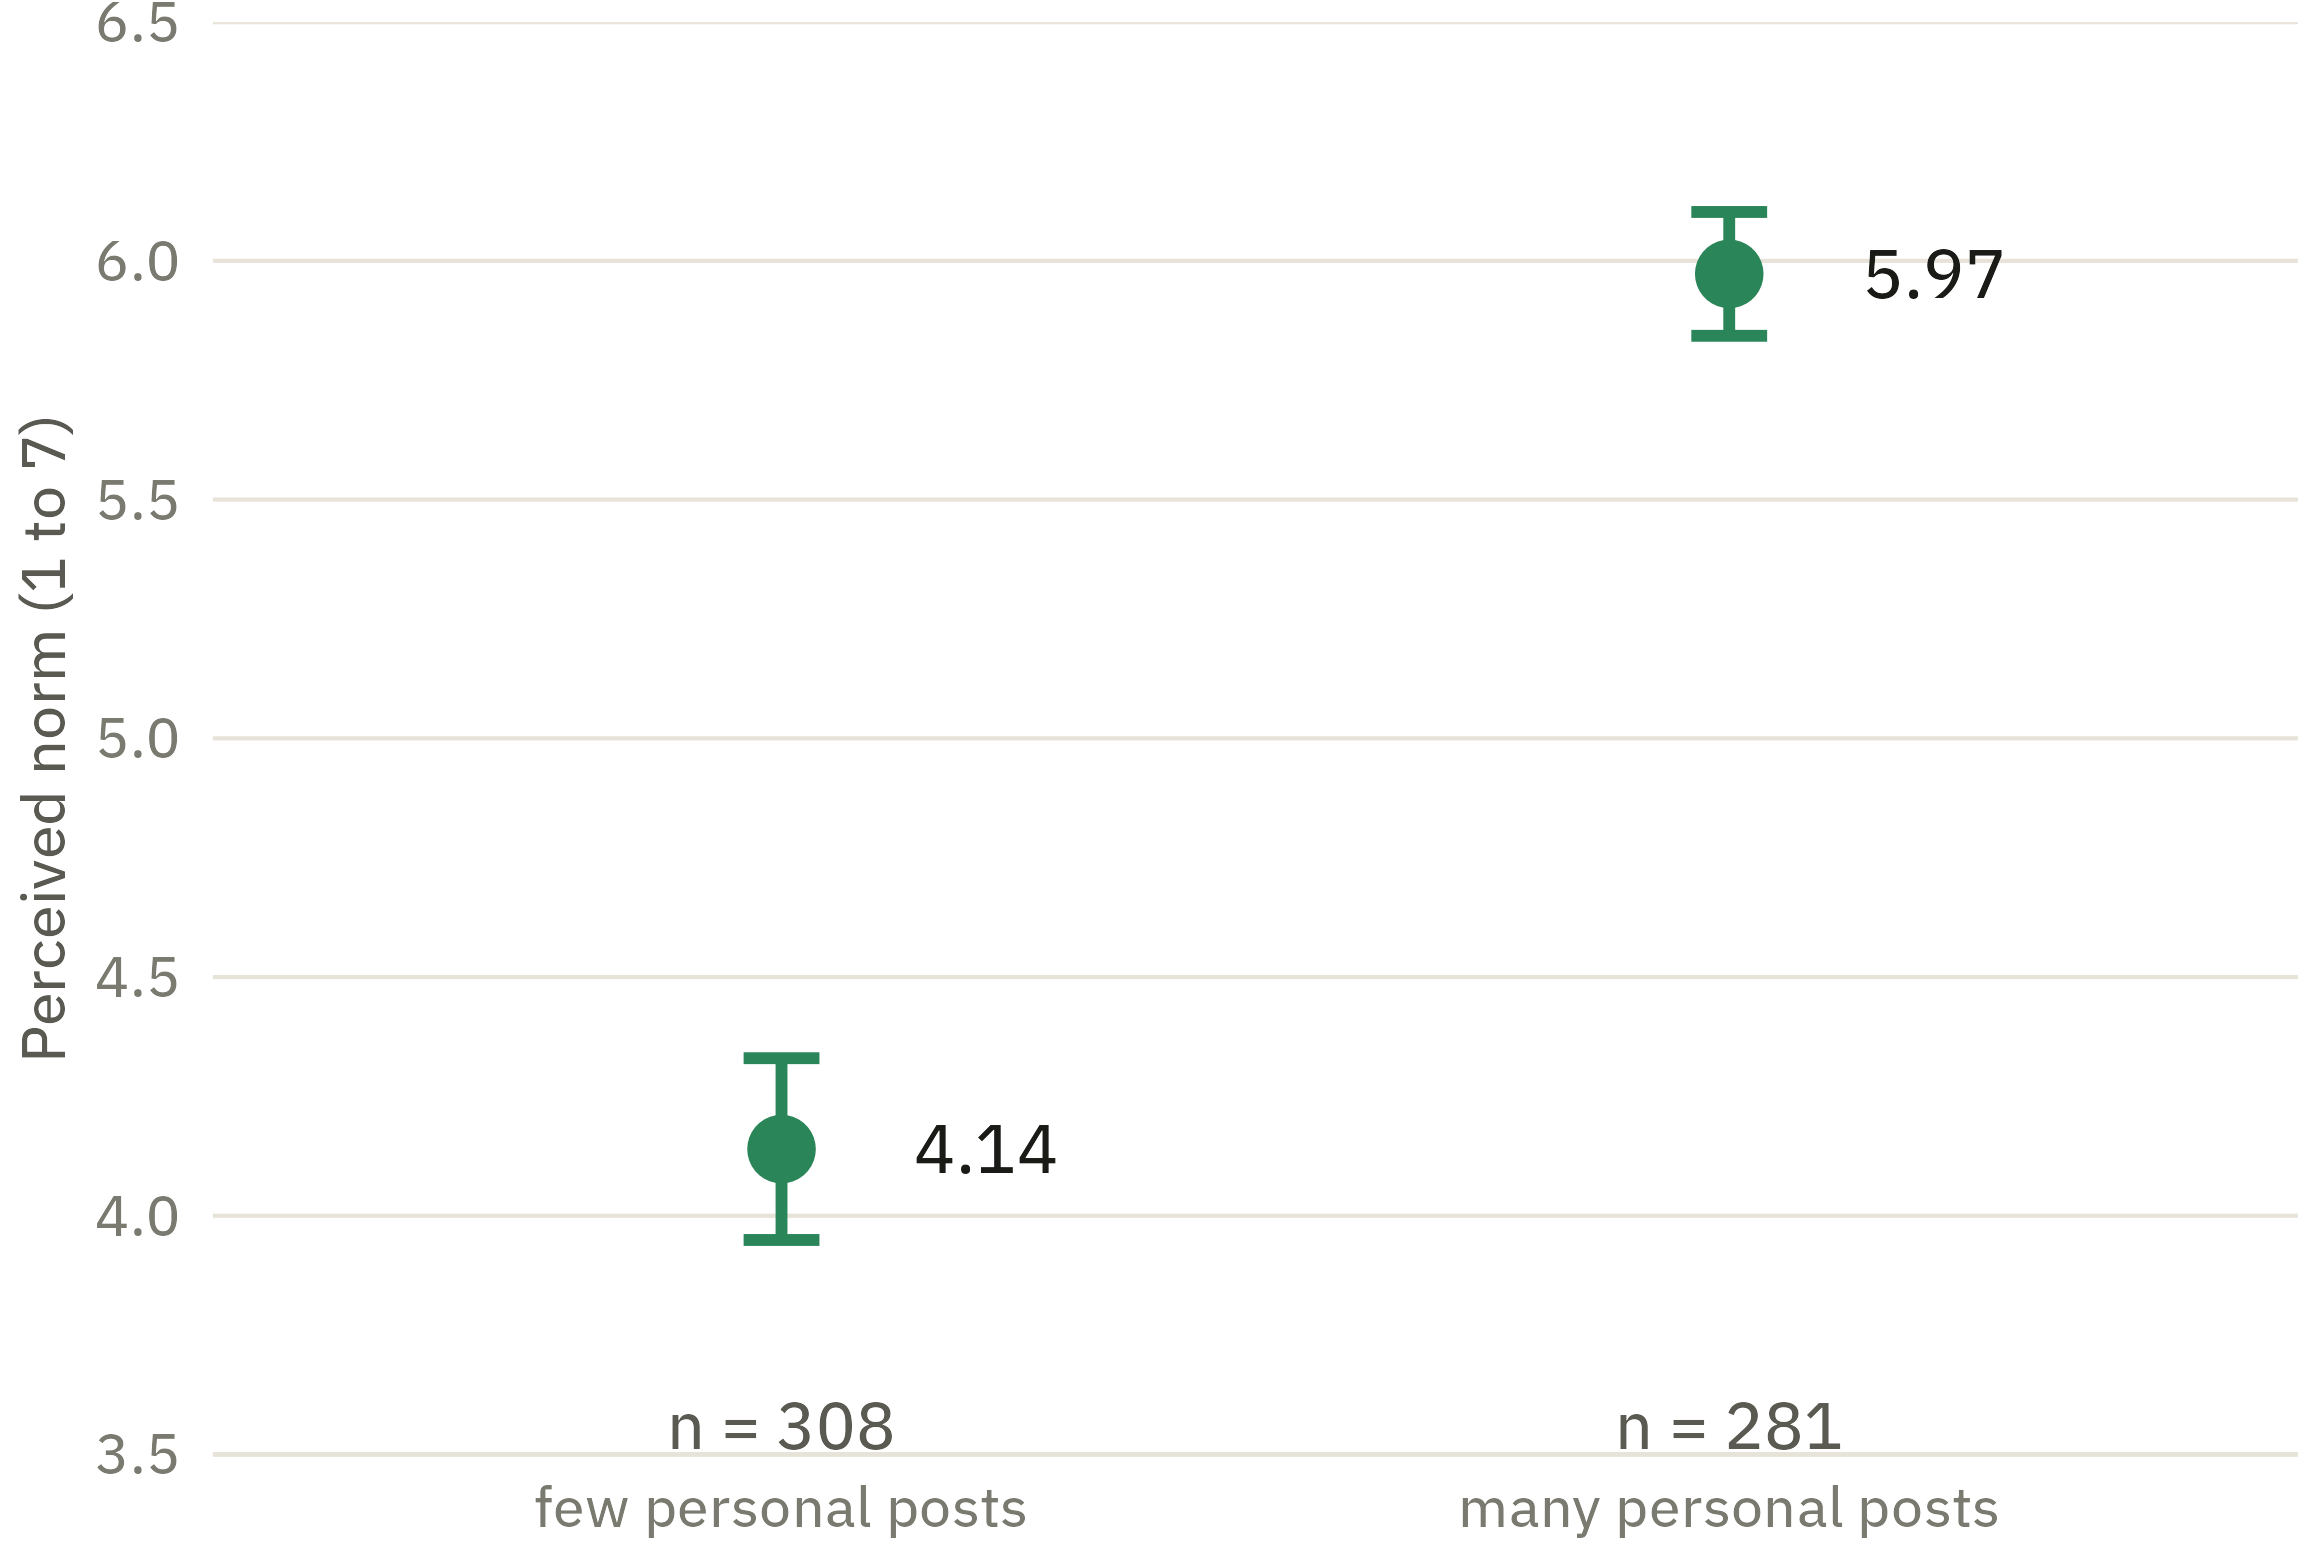 6.5
6.0
5.97
5.5
Perceived norm (1 to 7)
5.0
4.5
4.14
4.0
n = 308
n = 281
3.5
few personal posts
many personal posts